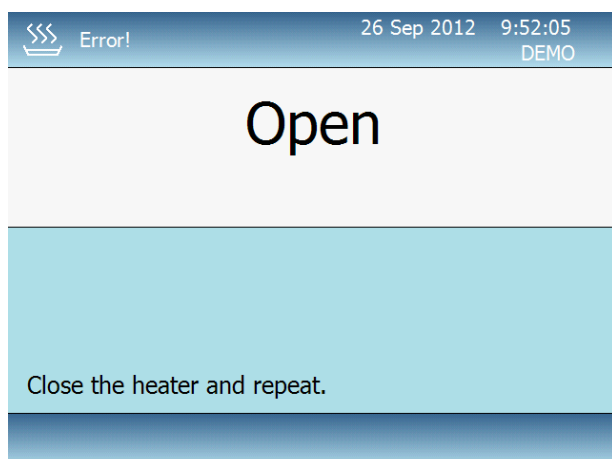 Error!
26 Sep 2012 9:52:05
DEMO
Open
Close the heater and repeat.